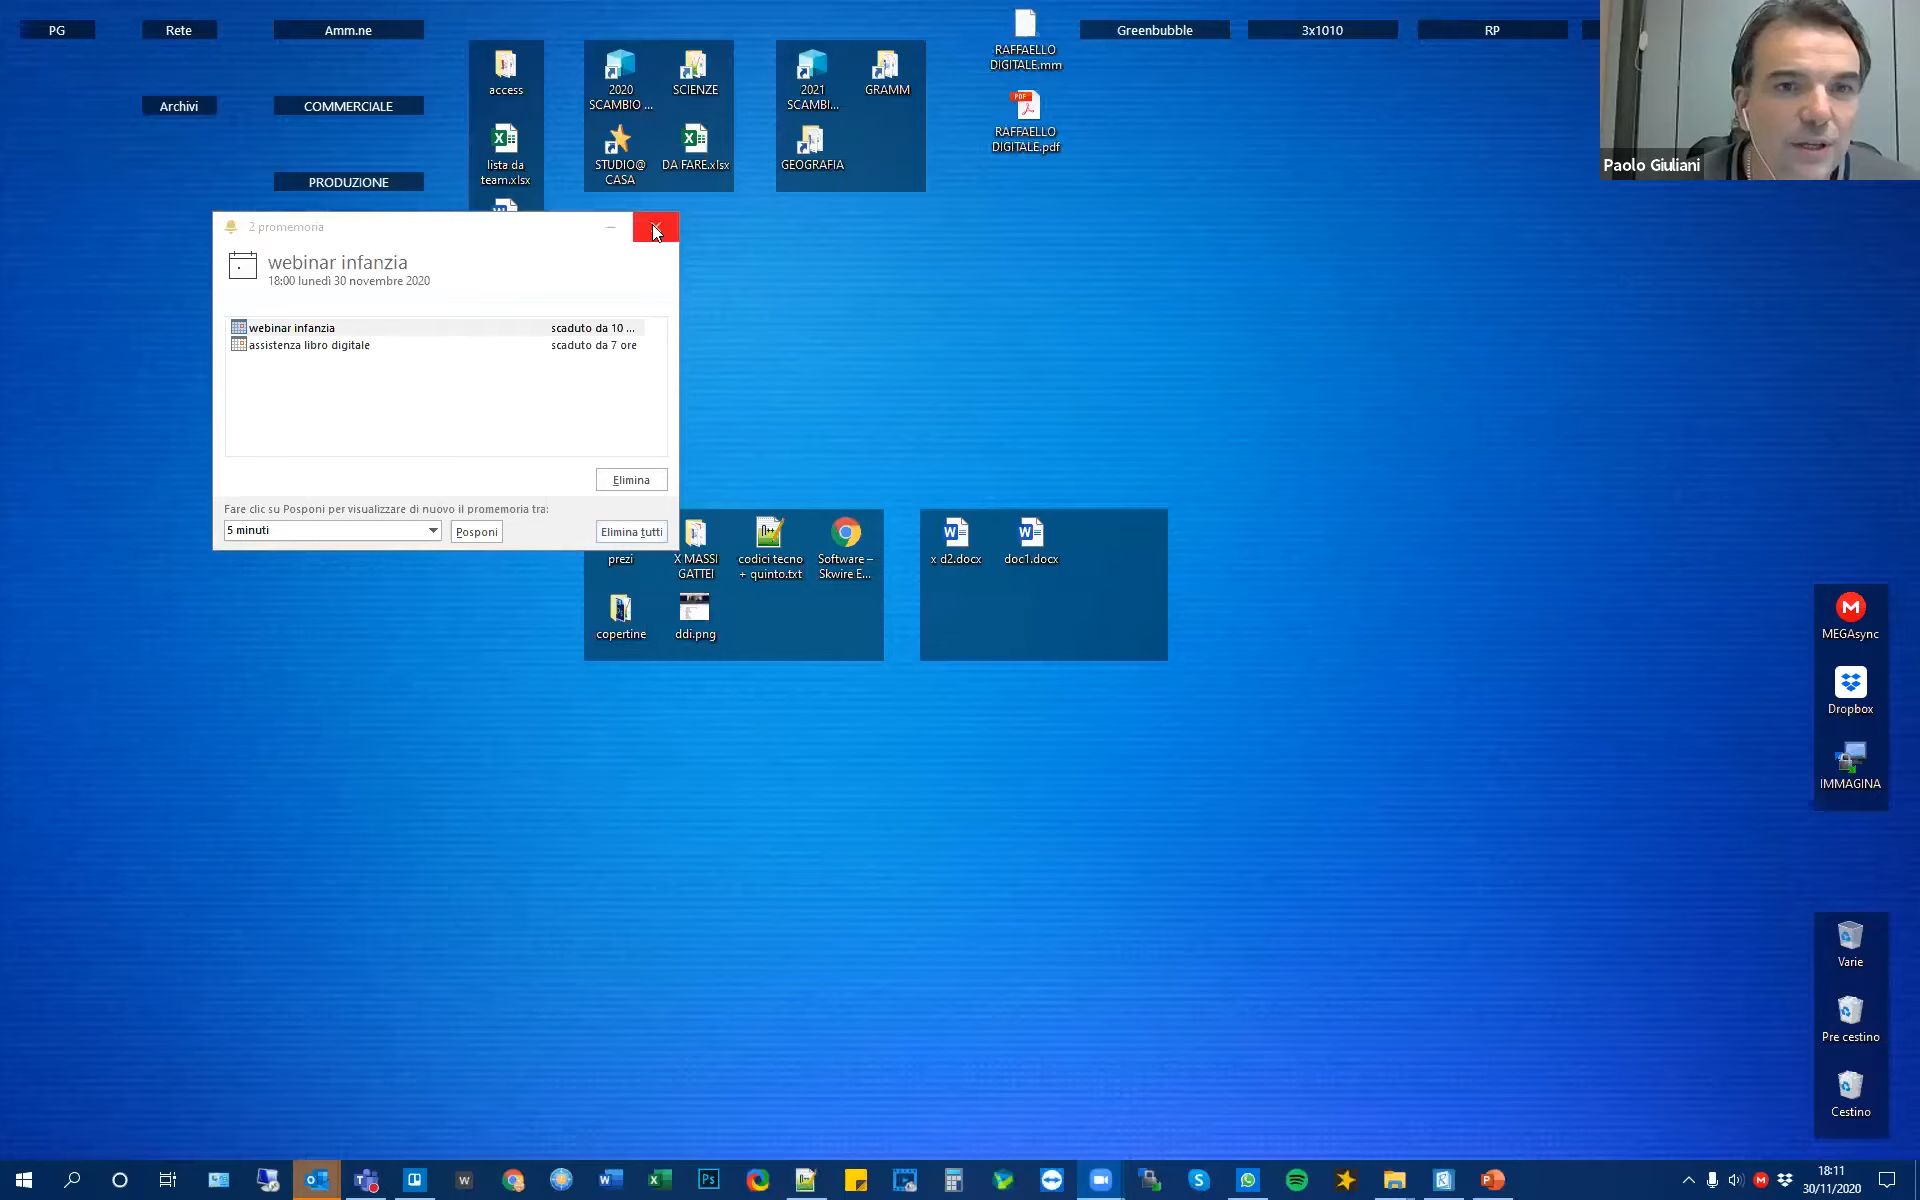 PG
Rete
Amm.ne
Archivi
COMMERCIALE
PRODUZIONE
access
lista da
team.xlsx
2020
SCAMBIO ...
SCIENZE
STUDIO@
CASA
DA FARE.xlsx
2021
SCAMBI...
GRAMM
GEOGRAFIA
RAFFAELLO
DIGITALE.mm
RAFFAELLO
DIGITALE.pdf
Greenbubble
3x1010
RP
Paolo Giuliani
2 promemoria
webinar infanzia
18:00 lunedì 30 novembre 2020
webinar infanzia scaduto da 10 ...
assistenza libro digitale scaduto da 7 ore
Elimina
Fare clic su Posponi per visualizzare di nuovo il promemoria tra:
5 minuti
Posponi
Elimina tutti
prezi
X MASSI
GATTEI
codici tecno
+ quinto.txt
Software –
Skwire E...
copertine
ddi.png
x d2.docx
doc1.docx
MEGAsync
Dropbox
IMMAGINA
Varie
Pre cestino
Cestino
18:11
30/11/2020